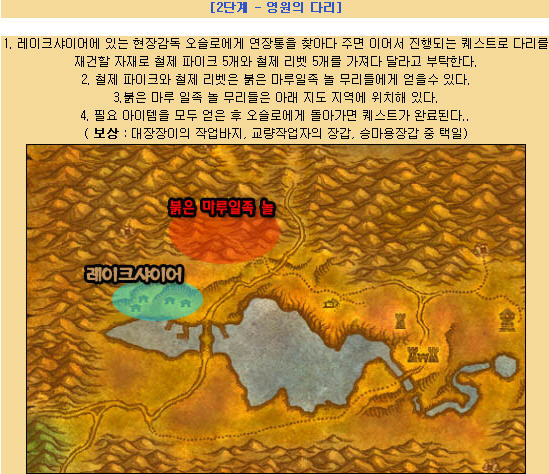 [2단계 - 영원의 다리]
1. 레이크샤이어에 있는 현장감독 오슬로에게 연장통을 찾아다 주면 이어서 진행되는 퀘스트로 다리를
재건할 자재로 철제 파이크 5개와 철제 리벳 5개를 가져다 달라고 부탁한다.
2. 철제 파이크와 철제 리벳은 붉은 마루일족 놀 무리들에게 얻을수 있다.
3.붉은 마루 일족 놀 무리들은 아래 지도 지역에 위치해 있다.
4. 필요 아이템을 모두 얻은 후 오슬로에게 돌아가면 퀘스트가 완료된다..
( 보상 : 대장장이의 작업바지, 교량작업자의 장갑, 승마용장갑 중 택일)
붉은 마루일족 놀
레이크샤이어